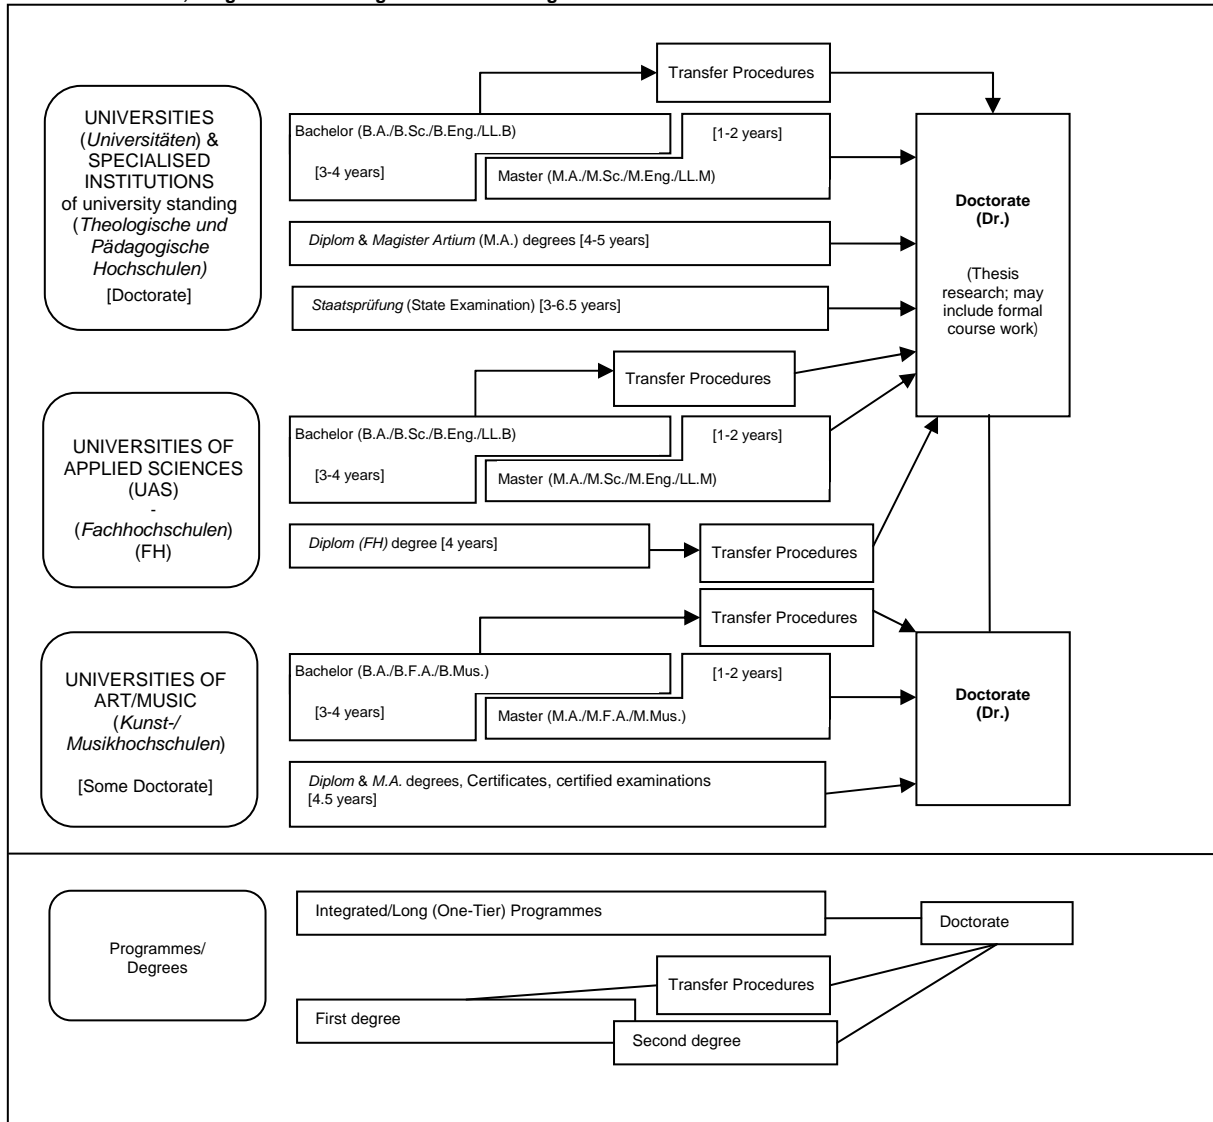 Transfer Procedures
UNIVERSITIES
(Universitäten) &
SPECIALISED
INSTITUTIONS
of university standing
(Theologische und
Pädagogische
Hochschulen)
[Doctorate]
Bachelor (B.A./B.Sc./B.Eng./LL.B)
[3-4 years]
[1-2 years]
Master (M.A./M.Sc./M.Eng./LL.M)
Diplom & Magister Artium (M.A.) degrees [4-5 years]
Staatsprüfung (State Examination) [3-6.5 years]
Doctorate
(Dr.)
(Thesis
research; may
include formal
course work)
Transfer Procedures
UNIVERSITIES OF
APPLIED SCIENCES
(UAS)
-
(Fachhochschulen)
(FH)
Bachelor (B.A./B.Sc./B.Eng./LL.B)
[3-4 years]
[1-2 years]
Master (M.A./M.Sc./M.Eng./LL.M)
Diplom (FH) degree [4 years]
Transfer Procedures
Transfer Procedures
UNIVERSITIES OF
ART/MUSIC
(Kunst-/
Musikhochschulen)
[Some Doctorate]
Bachelor (B.A./B.F.A./B.Mus.)
[3-4 years]
[1-2 years]
Master (M.A./M.F.A./M.Mus.)
Diplom & M.A. degrees, Certificates, certified examinations
[4.5 years]
Doctorate
(Dr.)
Programmes/
Degrees
Integrated/Long (One-Tier) Programmes
Doctorate
Transfer Procedures
First degree
Second degree